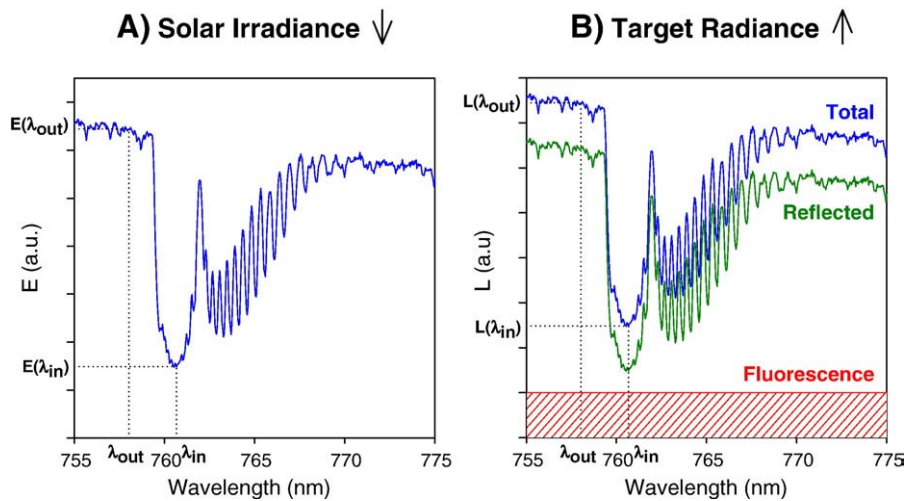 A) Solar Irradiance ↓
E(λout)
E(λin)
E (a.u.)
755 λout 760 λin 765 770 775
Wavelength (nm)
B) Target Radiance ↑
L(λout)
Total
Reflected
L(λin)
Fluorescence
L (a.u)
755 λout 760 λin 765 770 775
Wavelength (nm)